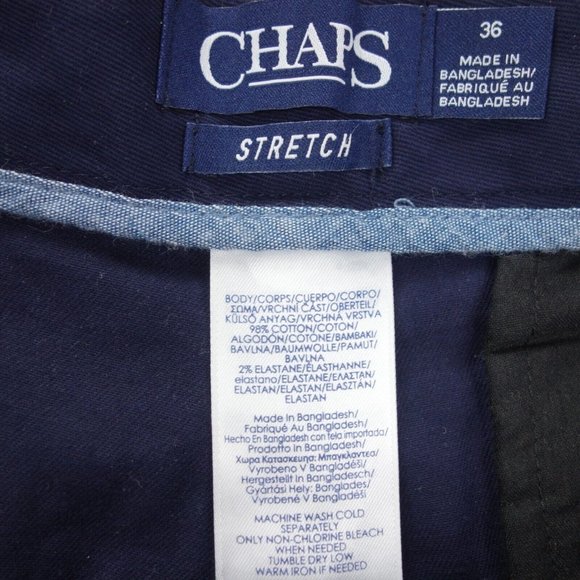 CHAPS
36
MADE IN
BANGLADESH/
FABRIQUÉ AU
BANGLADESH
STRETCH
BODY/CORPS/CUERPO/CORPO/
ΣΩΜΑ/VRCHNÍ ČÁST/OBERTEIL/
KÜLSŐ ANYAG/VRCHNÁ VRSTVA
98% COTTON/COTON/
ALGODÓN/COTONE/ΒΑΜΒΑΚΙ/
BAVLNA/BAUMWOLLE/PAMUT/
BAVLNA
2% ELASTANE/ÉLASTHANNE/
elastano/ELASTANE/ΕΛΑΣΤΑΝ/
ELASTAN/ELASTAN/ELASZTÁN/
ELASTAN
Made In Bangladesh/
Fabriqué Au Bangladesh/
Hecho En Bangladesh con tela importada/
Prodotto In Bangladesh/
Χωρα Κατασκευησ: Μπαγκλαντεσ/
Vyrobeno V Bangladéši/
Hergestellt In Bangladesch/
Gyártási Hely: Banglades/
Vyrobené V Bangladéši
MACHINE WASH COLD
SEPARATELY
ONLY NON-CHLORINE BLEACH
WHEN NEEDED
TUMBLE DRY LOW
WARM IRON IF NEEDED